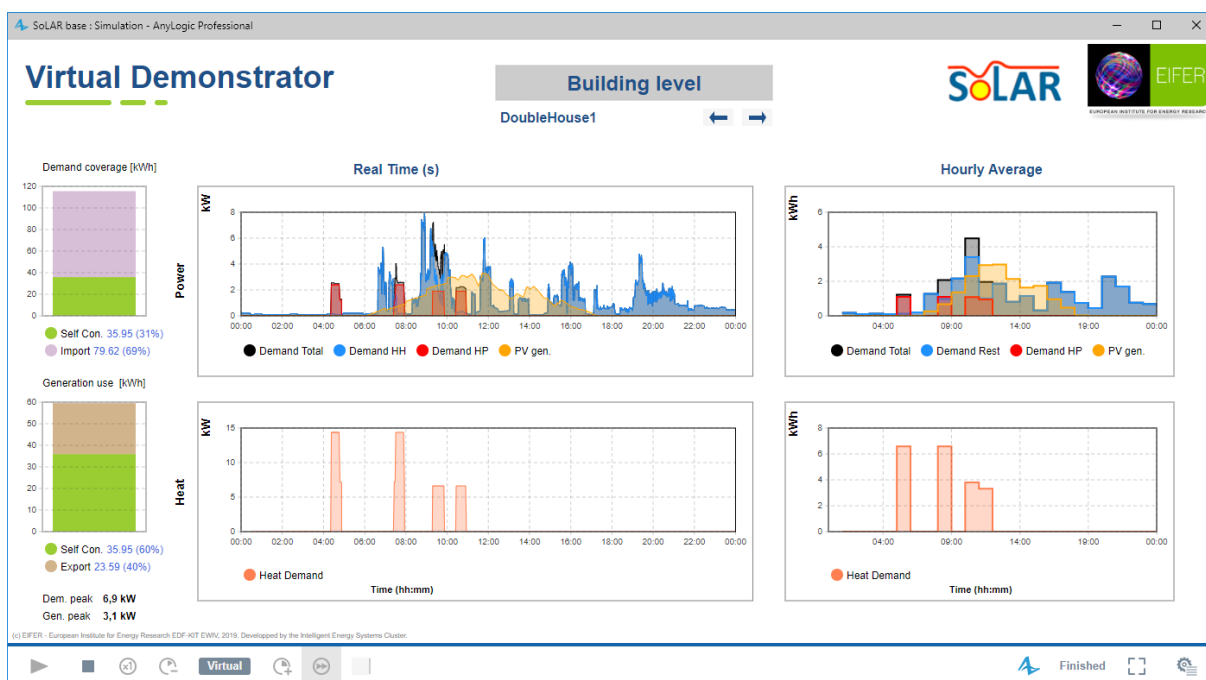 SoLAR base : Simulation - AnyLogic Professional
Virtual Demonstrator
Building level
DoubleHouse1
SoLAR
EIFER
EUROPEAN INSTITUTE FOR ENERGY RESEARCH
Demand coverage [kWh]
120
100
80
60
40
20
0
Self Con. 35.95 (31%)
Import 79.62 (69%)
Generation use [kWh]
60
50
40
30
20
10
0
Self Con. 35.95 (60%)
Export 23.59 (40%)
Dem. peak 6,9 kW
Gen. peak 3,1 kW
Real Time (s)
kW
Power
8
6
4
2
0
00:00 02:00 04:00 06:00 08:00 10:00 12:00 14:00 16:00 18:00 20:00 22:00 00:00
Demand Total Demand HH Demand HP PV gen.
Hourly Average
kWh
6
4
2
0
04:00 09:00 14:00 19:00 00:00
Demand Total Demand Rest Demand HP PV gen.
kW
Heat
15
10
5
0
00:00 02:00 04:00 06:00 08:00 10:00 12:00 14:00 16:00 18:00 20:00 22:00 00:00
Heat Demand
Time (hh:mm)
kWh
8
6
4
2
0
04:00 09:00 14:00 19:00 00:00
Heat Demand
Time (hh:mm)
(c) EIFER - European Institute for Energy Research EDF-KIT EWIV, 2019. Developped by the Intelligent Energy Systems Cluster.
x1
Virtual
Finished